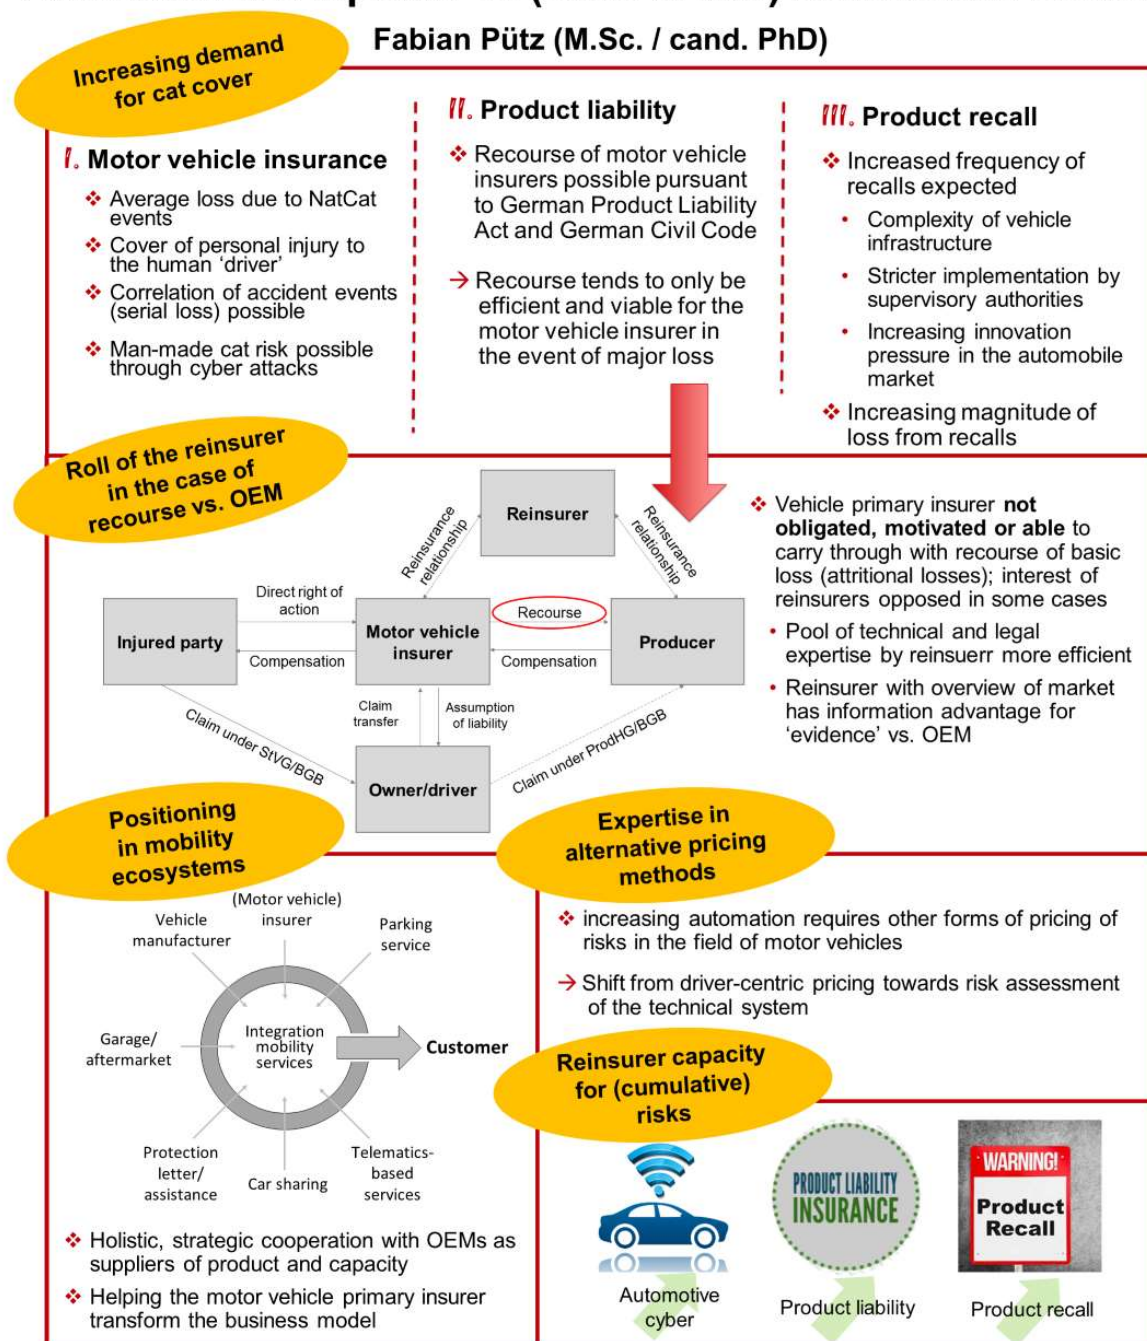 Fabian Pütz (M.Sc. / cand. PhD)
Increasing demand
for cat cover
I. Motor vehicle insurance
❖ Average loss due to NatCat
events
❖ Cover of personal injury to
the human ‘driver’
❖ Correlation of accident events
(serial loss) possible
❖ Man-made cat risk possible
through cyber attacks
II. Product liability
❖ Recourse of motor vehicle
insurers possible pursuant
to German Product Liability
Act and German Civil Code
→ Recourse tends to only be
efficient and viable for the
motor vehicle insurer in
the event of major loss
III. Product recall
❖ Increased frequency of
recalls expected
• Complexity of vehicle
infrastructure
• Stricter implementation by
supervisory authorities
• Increasing innovation
pressure in the automobile
market
❖ Increasing magnitude of
loss from recalls
Roll of the reinsurer
in the case of
recourse vs. OEM
Reinsurer
Reinsurance
relationship
Reinsurance
relationship
Direct right of
action
Recourse
Injured party
Motor vehicle
insurer
Producer
Compensation
Compensation
Claim
transfer
Assumption
of liability
Claim under StVG/BGB
Claim under ProdHG/BGB
Owner/driver
❖ Vehicle primary insurer not
obligated, motivated or able to
carry through with recourse of basic
loss (attritional losses); interest of
reinsurers opposed in some cases
• Pool of technical and legal
expertise by reinsuerr more efficient
• Reinsurer with overview of market
has information advantage for
‘evidence’ vs. OEM
Positioning
in mobility
ecosystems
(Motor vehicle)
insurer
Vehicle
manufacturer
Parking
service
Garage/
aftermarket
Integration
mobility
services
Customer
Protection
letter/
assistance
Car sharing
Telematics-
based
services
❖ Holistic, strategic cooperation with OEMs as
suppliers of product and capacity
❖ Helping the motor vehicle primary insurer
transform the business model
Expertise in
alternative pricing
methods
❖ increasing automation requires other forms of pricing of
risks in the field of motor vehicles
→ Shift from driver-centric pricing towards risk assessment
of the technical system
Reinsurer capacity
for (cumulative)
risks
PRODUCT LIABILITY
INSURANCE
WARNING!
Product
Recall
Automotive
cyber
Product liability
Product recall